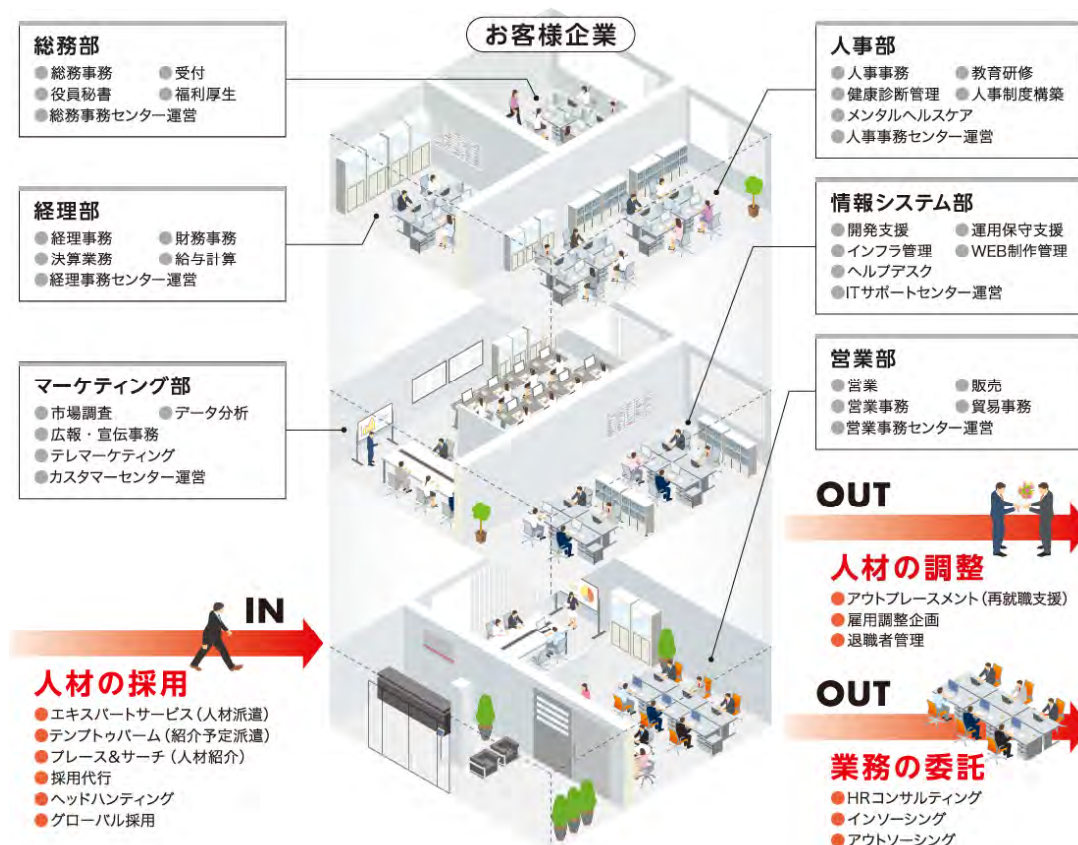 お客様企業
総務部
●総務事務 ●受付
●役員秘書 ●福利厚生
●総務事務センター運営
経理部
●経理事務 ●財務事務
●決算業務 ●給与計算
●経理事務センター運営
マーケティング部
●市場調査 ●データ分析
●広報・宣伝事務
●テレマーケティング
●カスタマーセンター運営
IN
人材の採用
●エキスパートサービス(人材派遣)
●テンプトゥパーム(紹介予定派遣)
●プレース&サーチ(人材紹介)
●採用代行
●ヘッドハンティング
●グローバル採用
人事部
●人事事務 ●教育研修
●健康診断管理 ●人事制度構築
●メンタルヘルスケア
●人事事務センター運営
情報システム部
●開発支援 ●運用保守支援
●インフラ管理 ●WEB制作管理
●ヘルプデスク
●ITサポートセンター運営
営業部
●営業 ●販売
●営業事務 ●貿易事務
●営業事務センター運営
OUT
人材の調整
●アウトプレースメント(再就職支援)
●雇用調整企画
●退職者管理
OUT
業務の委託
●HRコンサルティング
●インソーシング
●アウトソーシング